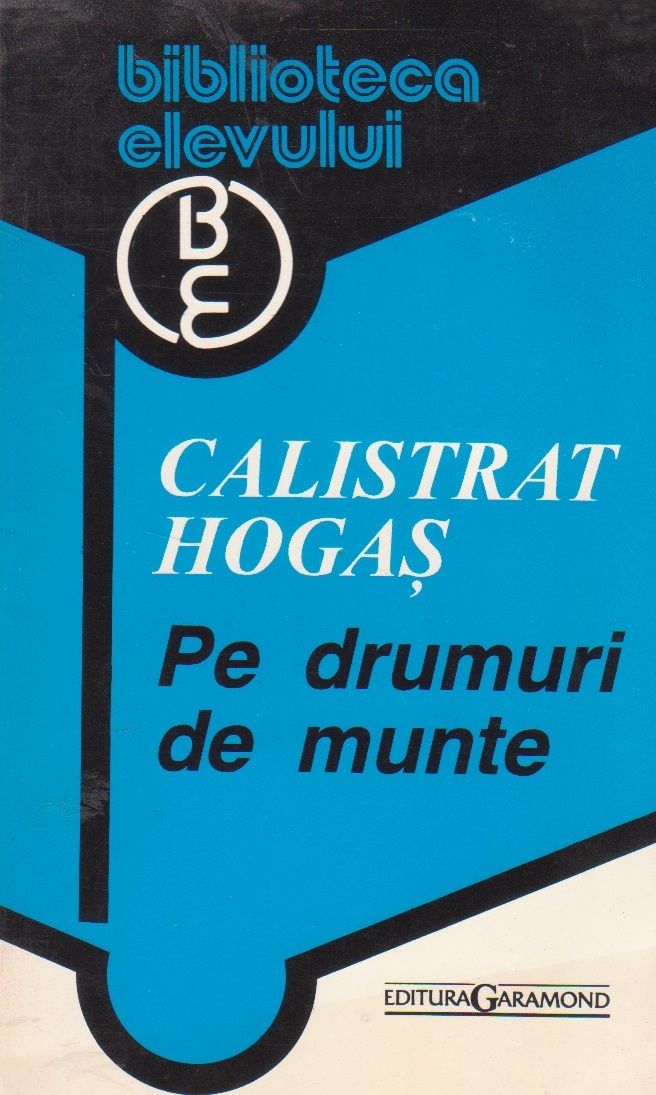 biblioteca
elevului
BE
CALISTRAT
HOGAȘ
Pe drumuri
de munte
EDITURA GARAMOND